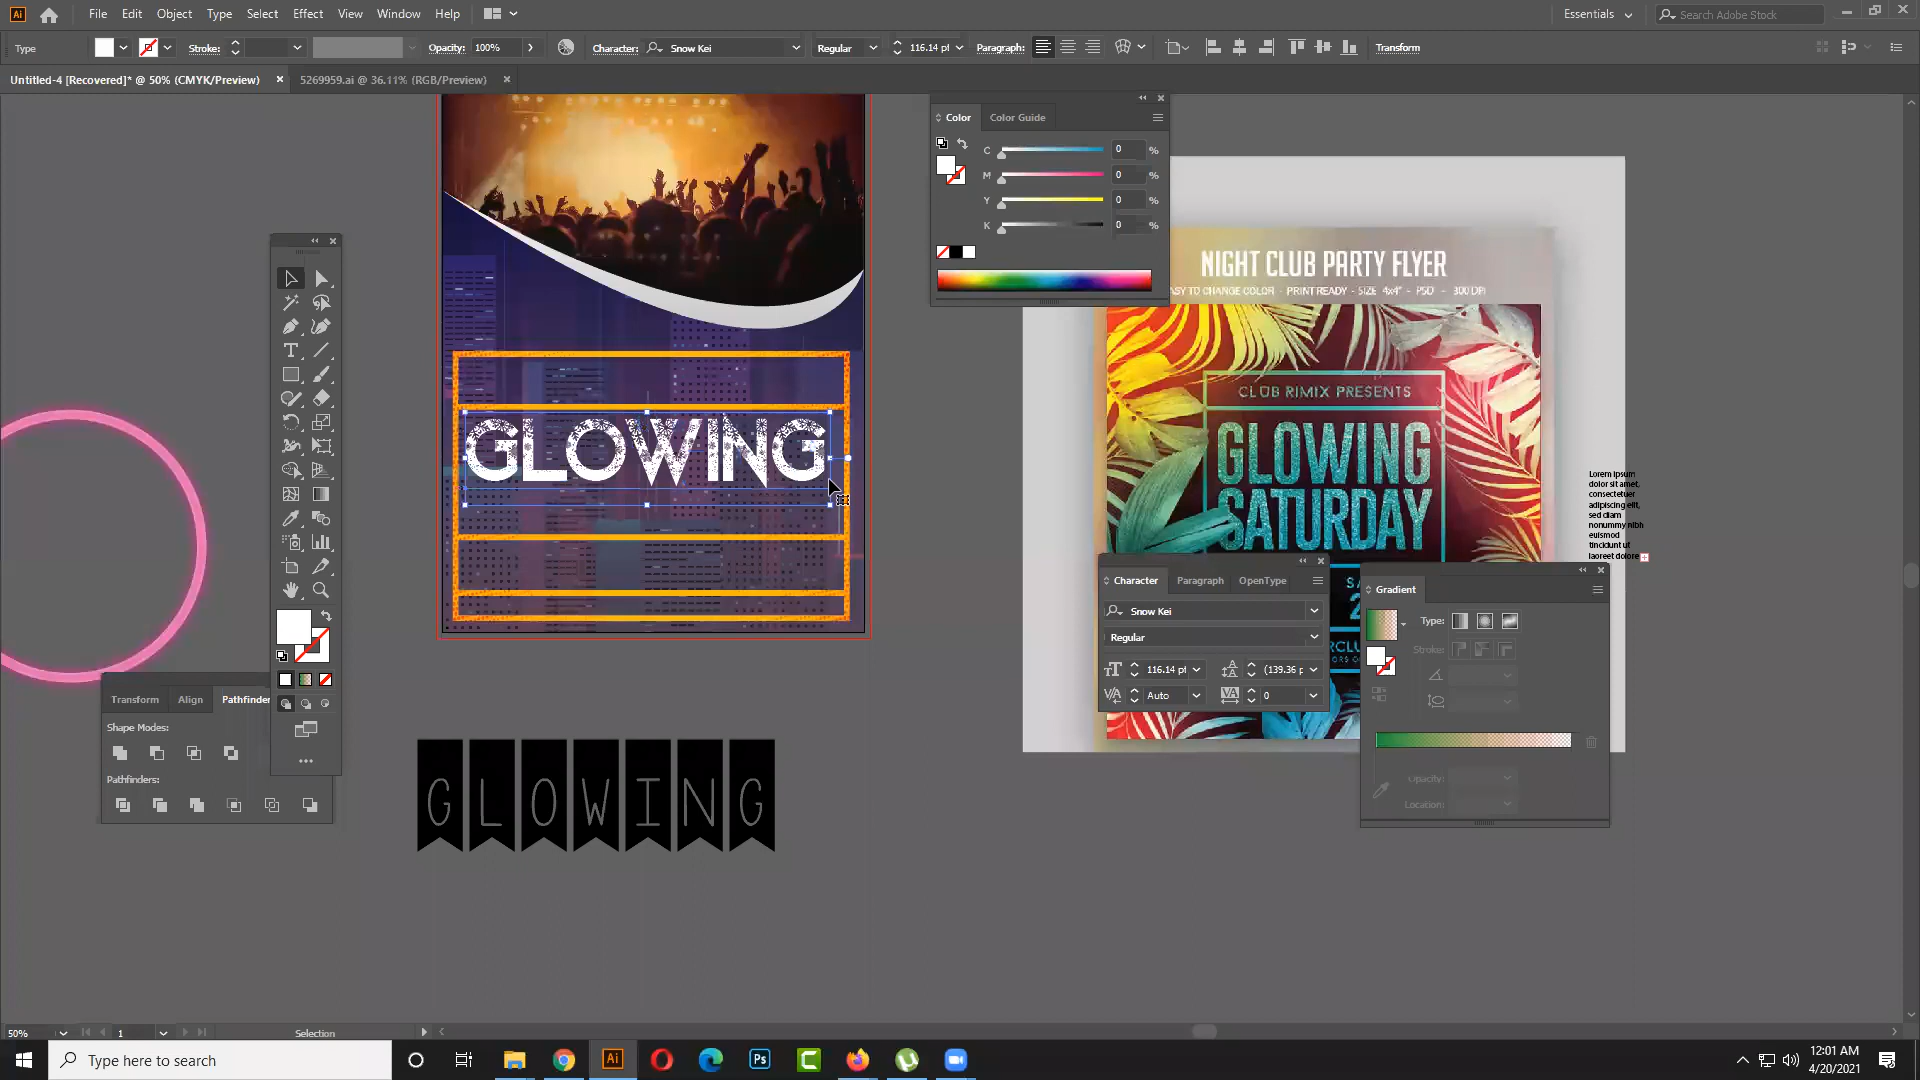 Ai File Edit Object Type Select Effect View Window Help Essentials Search Adobe Stock
Type Stroke: Opacity: 100% Character: Snow Kei Regular 116.14 pt Paragraph: Transform
Untitled-4 [Recovered]* @ 50% (CMYK/Preview) 5269959.ai @ 36.11% (RGB/Preview)
Color Color Guide
C 0 %
M 0 %
Y 0 %
K 0 %
NIGHT CLUB PARTY FLYER
EASY TO CHANGE COLOR - PRINT READY - SIZE 4x4" - PSD - 300 DPI
CLUB RIMIX PRESENTS
GLOWING
SATURDAY
GLOWING
Lorem ipsum
dolor sit amet,
consectetuer
adipiscing elit,
sed diam
nonummy nibh
euismod
tincidunt ut
laoreet dolore
Character Paragraph OpenType
Snow Kei
Regular
116.14 pt (139.36 p
Auto 0
Gradient
Type:
Stroke:
Opacity:
Location:
Transform Align Pathfinder
Shape Modes:
Pathfinders:
GLOWING
50% 1 Selection
Type here to search
Ai Ps
12:01 AM
4/20/2021